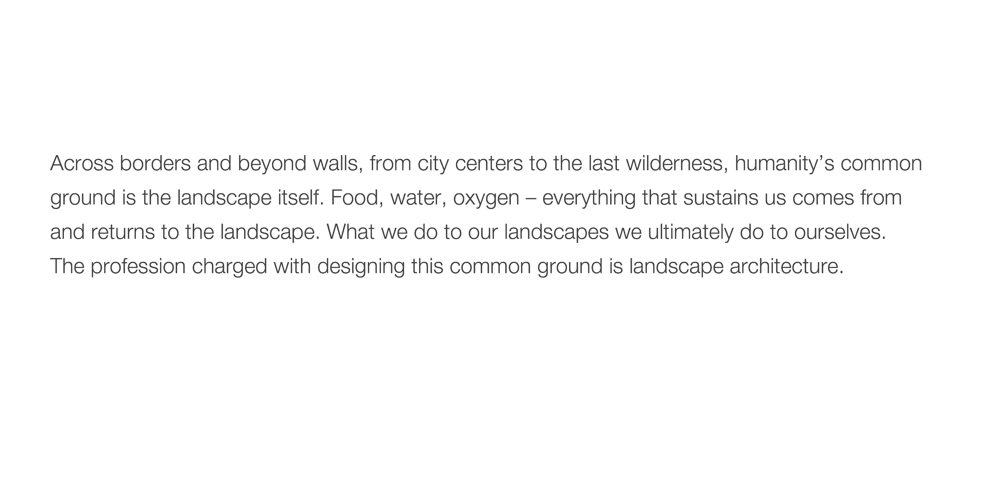 Across borders and beyond walls, from city centers to the last wilderness, humanity’s common
ground is the landscape itself. Food, water, oxygen – everything that sustains us comes from
and returns to the landscape. What we do to our landscapes we ultimately do to ourselves.
The profession charged with designing this common ground is landscape architecture.